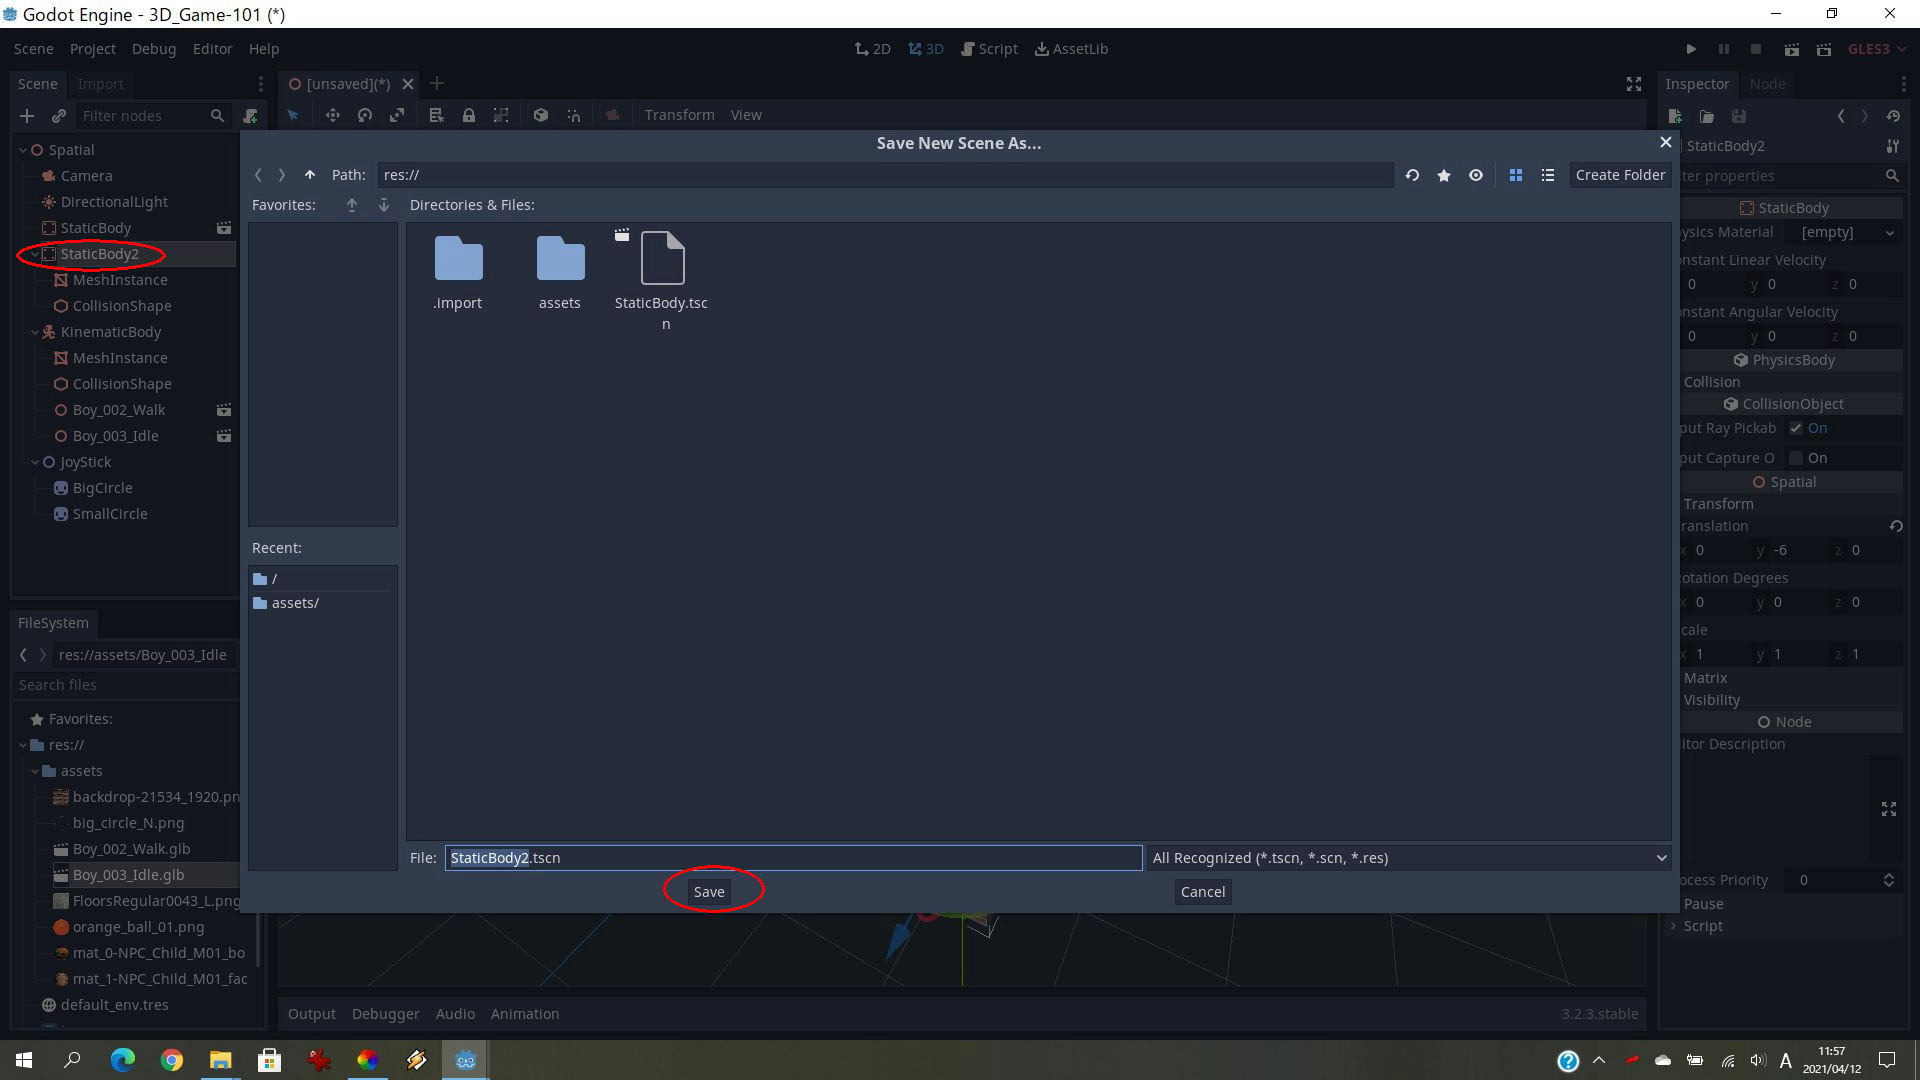 Godot Engine - 3D_Game-101 (*)
Scene Project Debug Editor Help
2D 3D Script AssetLib
GLES3
Scene Import
[unsaved](*)
Inspector Node
Filter nodes
Transform View
Save New Scene As...
StaticBody2
Path: res://
Create Folder
Favorites:
Directories & Files:
.import
assets
StaticBody.tsc
n
Recent:
/
assets/
File: StaticBody2.tscn
All Recognized (*.tscn, *.scn, *.res)
Save
Cancel
Spatial
Camera
DirectionalLight
StaticBody
StaticBody2
MeshInstance
CollisionShape
KinematicBody
MeshInstance
CollisionShape
Boy_002_Walk
Boy_003_Idle
JoyStick
BigCircle
SmallCircle
FileSystem
res://assets/Boy_003_Idle
Search files
Favorites:
res://
assets
backdrop-21534_1920.pn
big_circle_N.png
Boy_002_Walk.glb
Boy_003_Idle.glb
FloorsRegular0043_L.png
orange_ball_01.png
mat_0-NPC_Child_M01_bo
mat_1-NPC_Child_M01_fac
default_env.tres
ter properties
StaticBody
ysics Material [empty]
nstant Linear Velocity
0 y 0 z 0
nstant Angular Velocity
0 y 0 z 0
PhysicsBody
Collision
CollisionObject
put Ray Pickab On
put Capture O On
Spatial
Transform
ranslation
x 0 y -6 z 0
otation Degrees
x 0 y 0 z 0
cale
x 1 y 1 z 1
Matrix
Visibility
Node
itor Description
ocess Priority 0
Pause
Script
Output Debugger Audio Animation
3.2.3.stable
A
11:57
2021/04/12